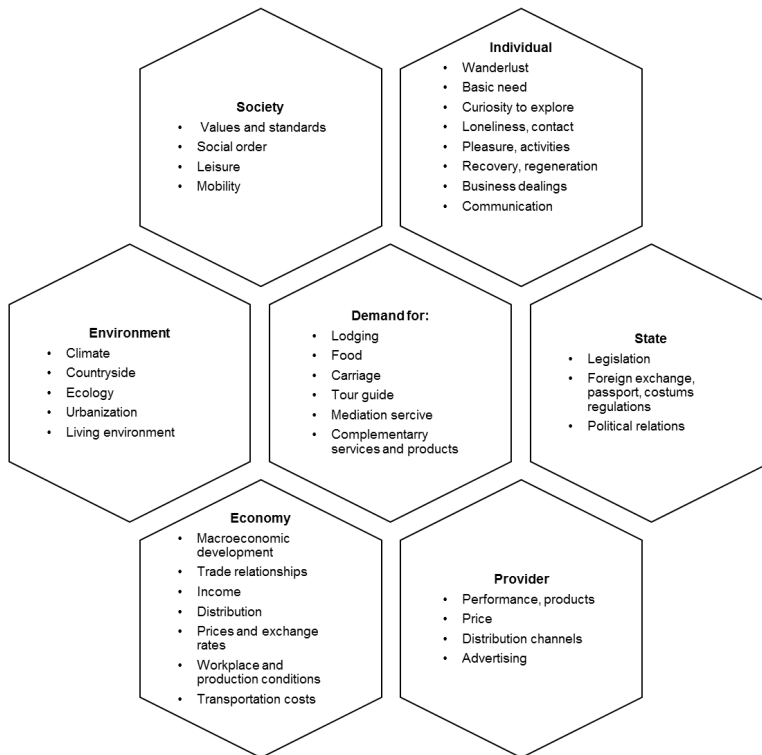 Society
• Values and standards
• Social order
• Leisure
• Mobility
Individual
• Wanderlust
• Basic need
• Curiosity to explore
• Loneliness, contact
• Pleasure, activities
• Recovery, regeneration
• Business dealings
• Communication
Environment
• Climate
• Countryside
• Ecology
• Urbanization
• Living environment
Demand for:
• Lodging
• Food
• Carriage
• Tour guide
• Mediation sercive
• Complementarry
services and products
State
• Legislation
• Foreign exchange,
passport, costums
regulations
• Political relations
Economy
• Macroeconomic
development
• Trade relationships
• Income
• Distribution
• Prices and exchange
rates
• Workplace and
production conditions
• Transportation costs
Provider
• Performance, products
• Price
• Distribution channels
• Advertising